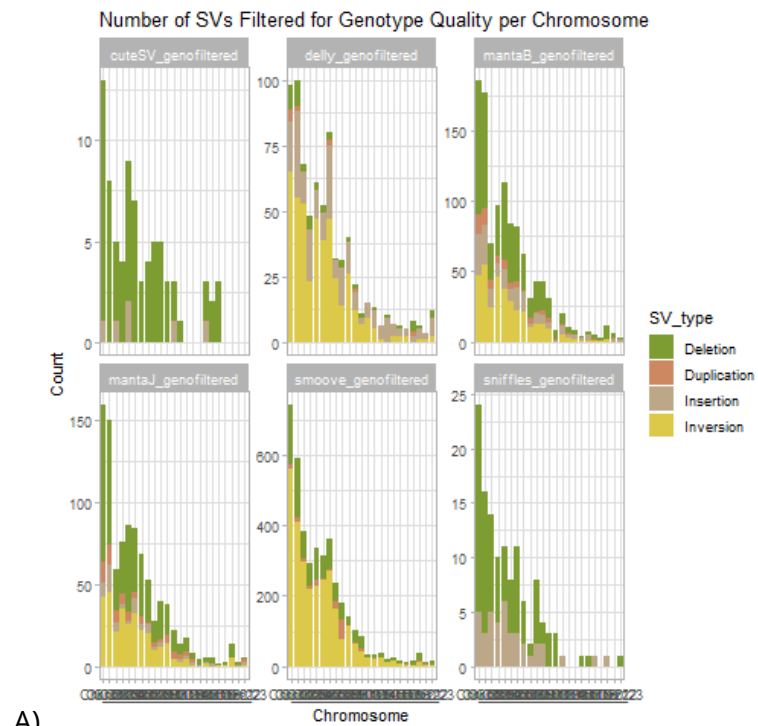 Number of SVs Filtered for Genotype Quality per Chromosome
cuteSV_genofiltered delly_genofiltered mantaB_genofiltered
10
5
0
100
75
50
25
0
150
100
50
0
Count
mantaJ_genofiltered smoove_genofiltered sniffles_genofiltered
150
100
50
0
600
400
200
0
25
20
15
10
5
0
SV_type
Deletion
Duplication
Insertion
Inversion
Chromosome
A)